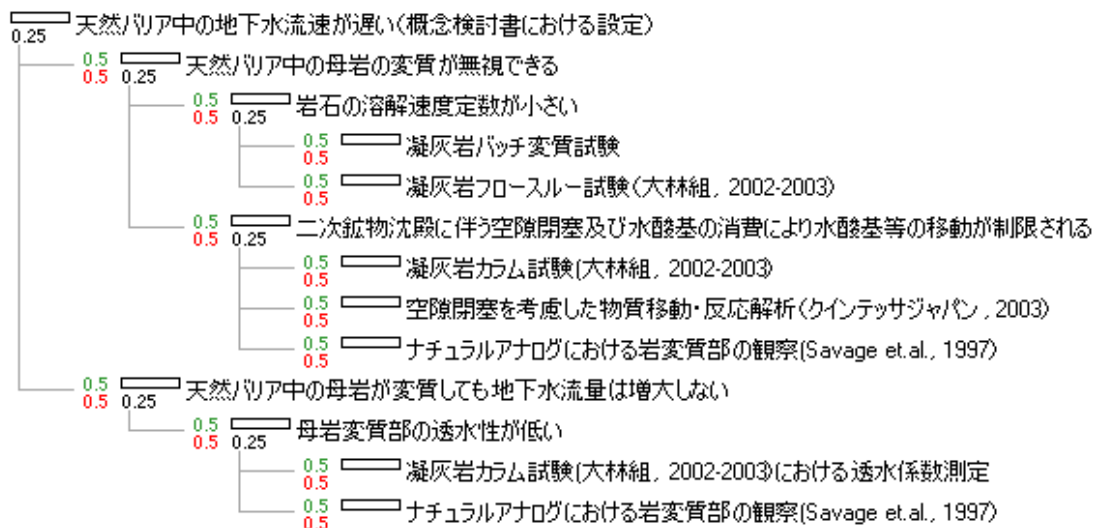 天然バリア中の地下水流速が遅い(概念検討書における設定)
0.25
0.5 天然バリア中の母岩の変質が無視できる
0.5 0.25
0.5 岩石の溶解速度定数が小さい
0.5 0.25
0.5 凝灰岩バッチ変質試験
0.5
0.5 凝灰岩フロースルー試験(大林組, 2002-2003)
0.5
0.5 二次鉱物沈殿に伴う空隙閉塞及び水酸基の消費により水酸基等の移動が制限される
0.5 0.25
0.5 凝灰岩カラム試験(大林組, 2002-2003)
0.5
0.5 空隙閉塞を考慮した物質移動・反応解析(クインテッサジャパン, 2003)
0.5
0.5 ナチュラルアナログにおける岩変質部の観察(Savage et.al., 1997)
0.5
0.5 天然バリア中の母岩が変質しても地下水流量は増大しない
0.5 0.25
0.5 母岩変質部の透水性が低い
0.5 0.25
0.5 凝灰岩カラム試験(大林組, 2002-2003)における透水係数測定
0.5
0.5 ナチュラルアナログにおける岩変質部の観察(Savage et.al., 1997)
0.5